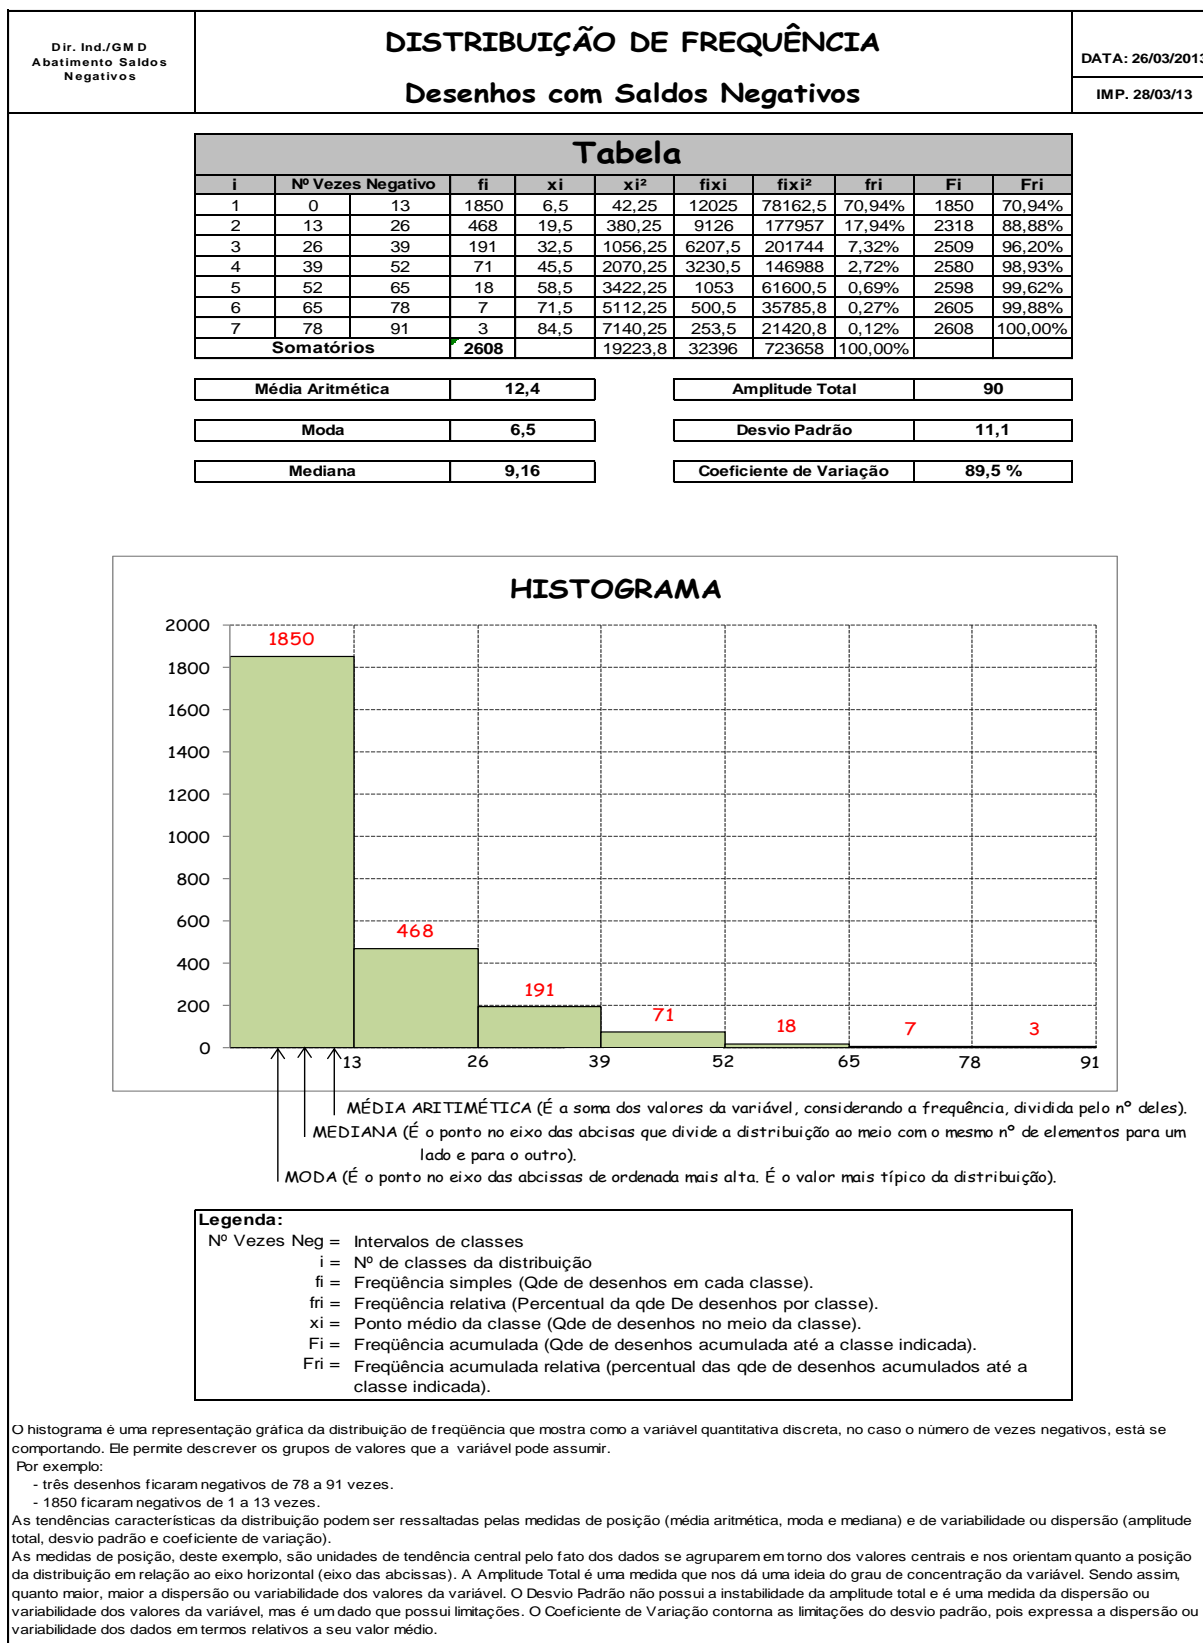 Dir. Ind./GMD
Abatimento Saldos
Negativos
DISTRIBUIÇÃO DE FREQUÊNCIA
Desenhos com Saldos Negativos
DATA: 26/03/2013
IMP. 28/03/13
Tabela
i Nº Vezes Negativo fi xi xi² fixi fixi² fri Fi Fri
1 0 13 1850 6,5 42,25 12025 78162,5 70,94% 1850 70,94%
2 13 26 468 19,5 380,25 9126 177957 17,94% 2318 88,88%
3 26 39 191 32,5 1056,25 6207,5 201744 7,32% 2509 96,20%
4 39 52 71 45,5 2070,25 3230,5 146988 2,72% 2580 98,93%
5 52 65 18 58,5 3422,25 1053 61600,5 0,69% 2598 99,62%
6 65 78 7 71,5 5112,25 500,5 35785,8 0,27% 2605 99,88%
7 78 91 3 84,5 7140,25 253,5 21420,8 0,12% 2608 100,00%
Somatórios 2608 19223,8 32396 723658 100,00%
Média Aritmética 12,4 Amplitude Total 90
Moda 6,5 Desvio Padrão 11,1
Mediana 9,16 Coeficiente de Variação 89,5 %
HISTOGRAMA
2000
1800
1600
1400
1200
1000
800
600
400
200
0
1850
468
191
71
18
7
3
13 26 39 52 65 78 91
MÉDIA ARITIMÉTICA (É a soma dos valores da variável, considerando a frequência, dividida pelo nº deles).
MEDIANA (É o ponto no eixo das abcisas que divide a distribuição ao meio com o mesmo nº de elementos para um
lado e para o outro).
MODA (É o ponto no eixo das abcissas de ordenada mais alta. É o valor mais típico da distribuição).
Legenda:
Nº Vezes Neg = Intervalos de classes
i = Nº de classes da distribuição
fi = Freqüência simples (Qde de desenhos em cada classe).
fri = Freqüência relativa (Percentual da qde De desenhos por classe).
xi = Ponto médio da classe (Qde de desenhos no meio da classe).
Fi = Freqüência acumulada (Qde de desenhos acumulada até a classe indicada).
Fri = Freqüência acumulada relativa (percentual das qde de desenhos acumulados até a
classe indicada).
O histograma é uma representação gráfica da distribuição de freqüência que mostra como a variável quantitativa discreta, no caso o número de vezes negativos, está se
comportando. Ele permite descrever os grupos de valores que a variável pode assumir.
Por exemplo:
- três desenhos ficaram negativos de 78 a 91 vezes.
- 1850 ficaram negativos de 1 a 13 vezes.
As tendências características da distribuição podem ser ressaltadas pelas medidas de posição (média aritmética, moda e mediana) e de variabilidade ou dispersão (amplitude
total, desvio padrão e coeficiente de variação).
As medidas de posição, deste exemplo, são unidades de tendência central pelo fato dos dados se agruparem em torno dos valores centrais e nos orientam quanto a posição
da distribuição em relação ao eixo horizontal (eixo das abcissas). A Amplitude Total é uma medida que nos dá uma ideia do grau de concentração da variável. Sendo assim,
quanto maior, maior a dispersão ou variabilidade dos valores da variável. O Desvio Padrão não possui a instabilidade da amplitude total e é uma medida da dispersão ou
variabilidade dos valores da variável, mas é um dado que possui limitações. O Coeficiente de Variação contorna as limitações do desvio padrão, pois expressa a dispersão ou
variabilidade dos dados em termos relativos a seu valor médio.